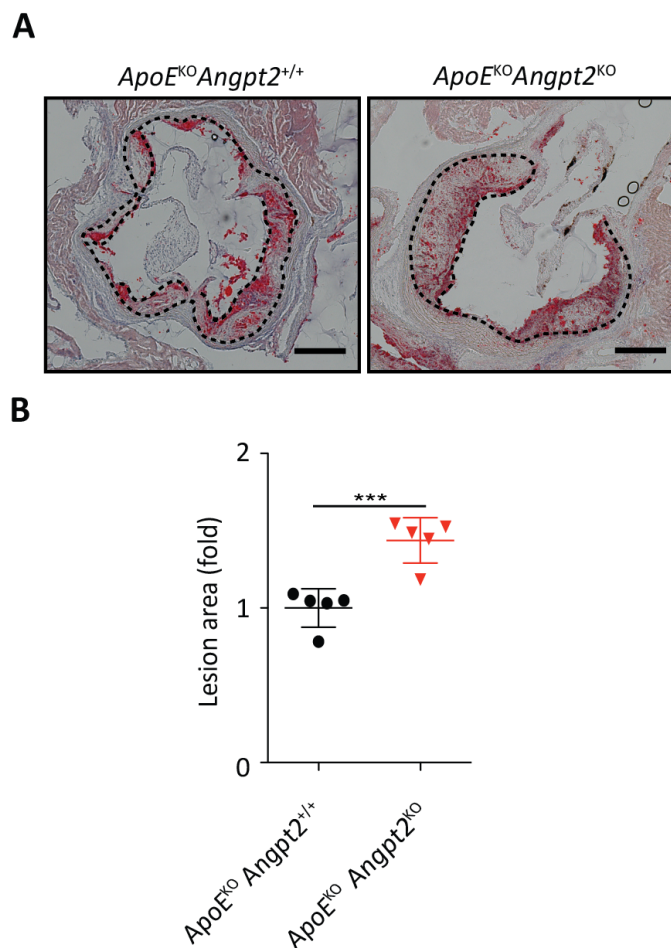 A
ApoEᴷᴼAngpt2⁺/⁺
ApoEᴷᴼAngpt2ᴷᴼ
B
Lesion area (fold)
2
1
0
***
ApoEᴷᴼ Angpt2⁺/⁺
ApoEᴷᴼ Angpt2ᴷᴼ